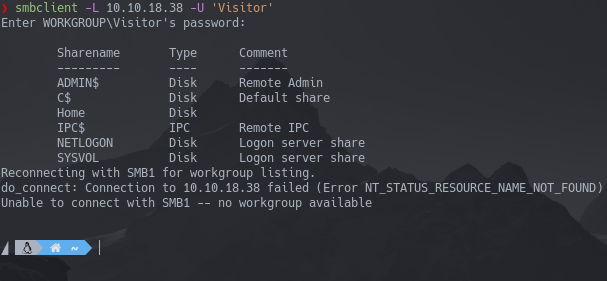 ❯ smbclient -L 10.10.18.38 -U 'Visitor'
Enter WORKGROUP\Visitor's password:
Sharename Type Comment
--------- ---- -------
ADMIN$ Disk Remote Admin
C$ Disk Default share
Home Disk
IPC$ IPC Remote IPC
NETLOGON Disk Logon server share
SYSVOL Disk Logon server share
Reconnecting with SMB1 for workgroup listing.
do_connect: Connection to 10.10.18.38 failed (Error NT_STATUS_RESOURCE_NAME_NOT_FOUND)
Unable to connect with SMB1 -- no workgroup available
~